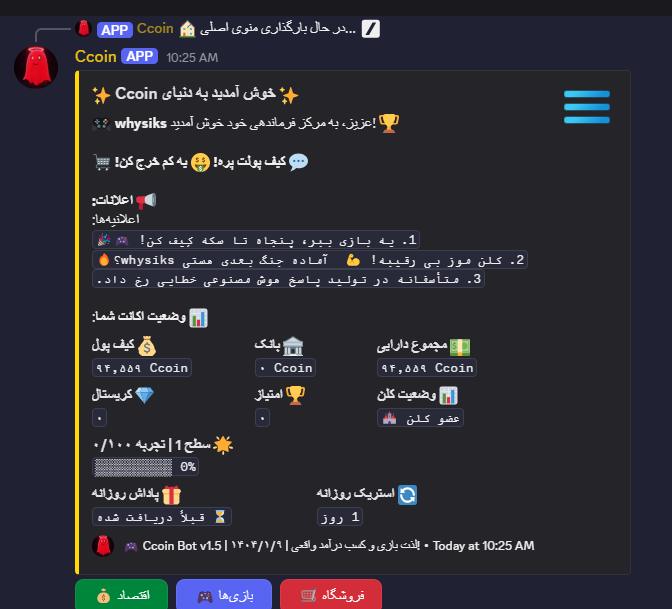 APP Ccoin 🏠 در حال بارگذاری منوی اصلی...
Ccoin APP 10:25 AM
✨ خوش آمدید به دنیای Ccoin ✨
🎮 whysiks عزیز، به مرکز فرماندهی خود خوش آمدید! 🏆
🛒 کیف پولت پره! 🤑 یه کم خرج کن! 💬
📢 اعلانات:
اعلانیه‌ها:
1. یه بازی ببر، پنجاه تا سکه کیف کن! 🎮 🎉
2. کلن موز بی رقیبه! 💪 آماده جنگ بعدی هستی whysiks؟🔥
3. متأسفانه در تولید پاسخ هوش مصنوعی خطایی رخ داد.
📊 وضعیت اکانت شما:
کیف پول 💰
بانک 🏦
مجموع دارایی 💵
۹۴,۵۵۹ Ccoin
۰ Ccoin
۹۴,۵۵۹ Ccoin
کریستال 💎
امتیاز 🏆
وضعیت کلن 📊
۰
۰
عضو کلن 🏰
🌟 سطح 1 | تجربه ۰/۱۰۰
0%
پاداش روزانه 🎁
استریک روزانه 🔄
⏳ قبلاً دریافت شده
1 روز
🎮 Ccoin Bot v1.5 | ۱۴۰۴/۱/۹ | لذت بازی و کسب درآمد واقعی! • Today at 10:25 AM
اقتصاد 💰
بازی‌ها 🎮
فروشگاه 🛒